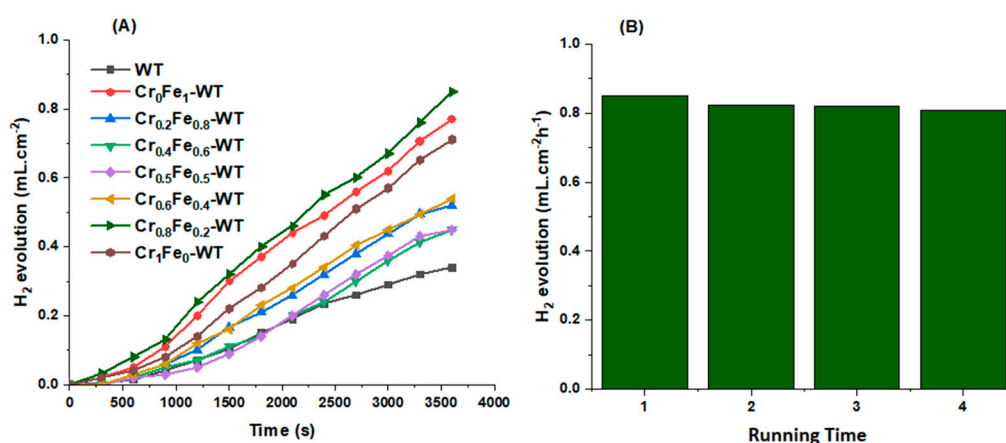 (A)
H2 evolution (mL.cm-2)
1.0
0.8
0.6
0.4
0.2
0.0
WT
Cr0Fe1-WT
Cr0.2Fe0.8-WT
Cr0.4Fe0.6-WT
Cr0.5Fe0.5-WT
Cr0.6Fe0.4-WT
Cr0.8Fe0.2-WT
Cr1Fe0-WT
0 500 1000 1500 2000 2500 3000 3500 4000
Time (s)
(B)
H2 evolution (mL.cm-2h-1)
1.0
0.8
0.6
0.4
0.2
0.0
1 2 3 4
Running Time